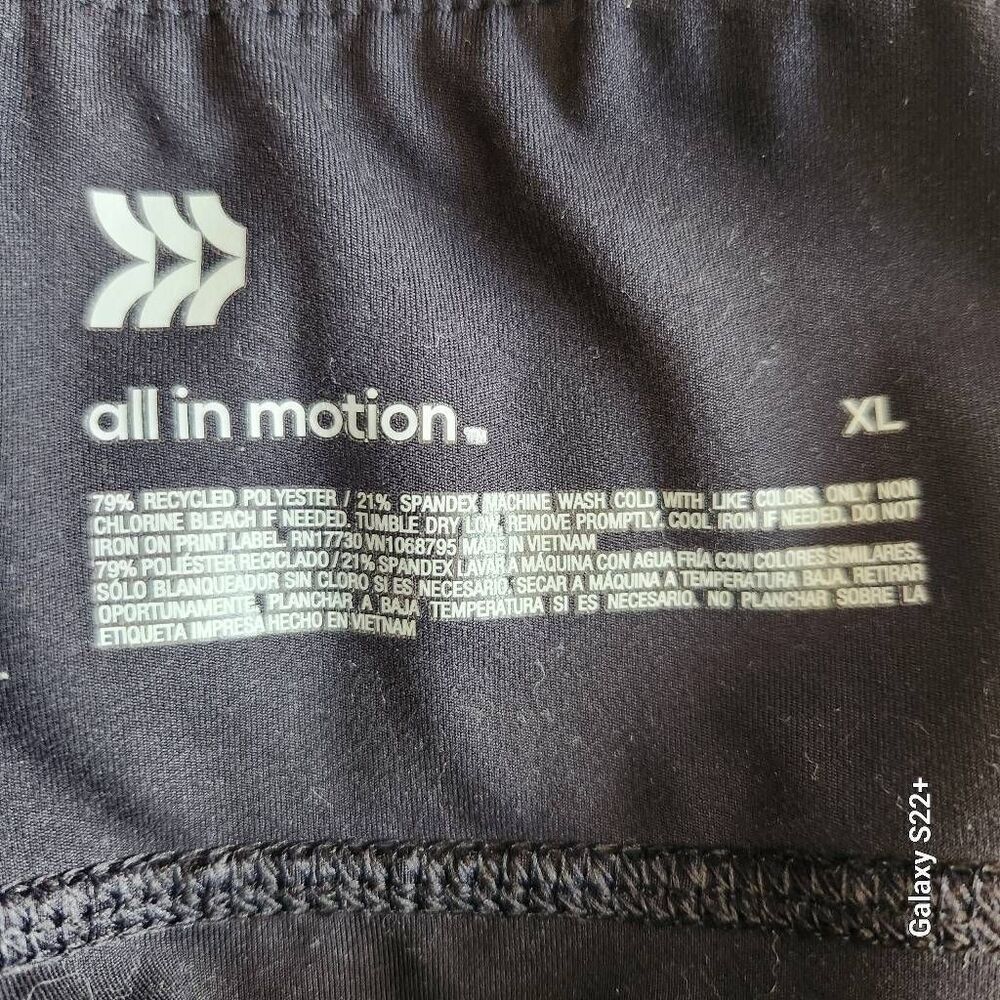 all in motion.™
XL
79% RECYCLED POLYESTER / 21% SPANDEX MACHINE WASH COLD WITH LIKE COLORS. ONLY NON
CHLORINE BLEACH IF NEEDED. TUMBLE DRY LOW. REMOVE PROMPTLY. COOL IRON IF NEEDED. DO NOT
IRON ON PRINT LABEL. RN17730 VN1068795 MADE IN VIETNAM
79% POLIÉSTER RECICLADO / 21% SPANDEX LAVAR A MÁQUINA CON AGUA FRÍA CON COLORES SIMILARES.
SÓLO BLANQUEADOR SIN CLORO SI ES NECESARIO. SECAR A MÁQUINA A TEMPERATURA BAJA. RETIRAR
OPORTUNAMENTE. PLANCHAR A BAJA TEMPERATURA SI ES NECESARIO. NO PLANCHAR SOBRE LA
ETIQUETA IMPRESA HECHO EN VIETNAM
Galaxy S22+